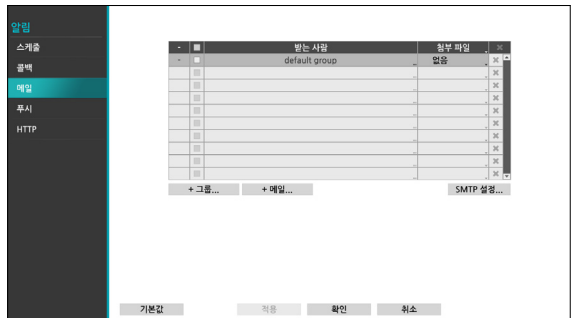 알림
스케줄
콜백
메일
푸시
HTTP
- 받는 사람 첨부 파일
- default group 없음
+ 그룹... + 메일... SMTP 설정...
기본값 적용 확인 취소